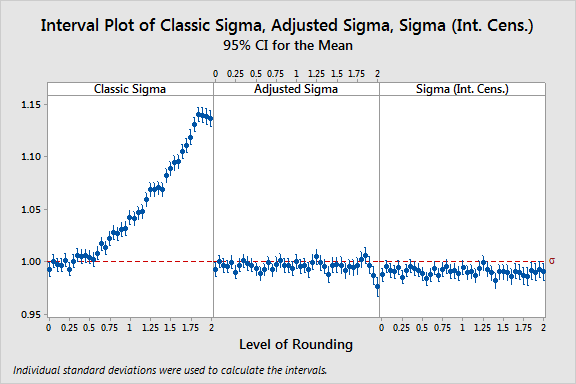 Interval Plot of Classic Sigma, Adjusted Sigma, Sigma (Int. Cens.)
95% CI for the Mean
0 0.25 0.5 0.75 1 1.25 1.5 1.75 2
Classic Sigma Adjusted Sigma Sigma (Int. Cens.)
1.15
1.10
1.05
1.00 σ
0.95
0 0.25 0.5 0.75 1 1.25 1.5 1.75 2 0 0.25 0.5 0.75 1 1.25 1.5 1.75 2
Level of Rounding
Individual standard deviations were used to calculate the intervals.